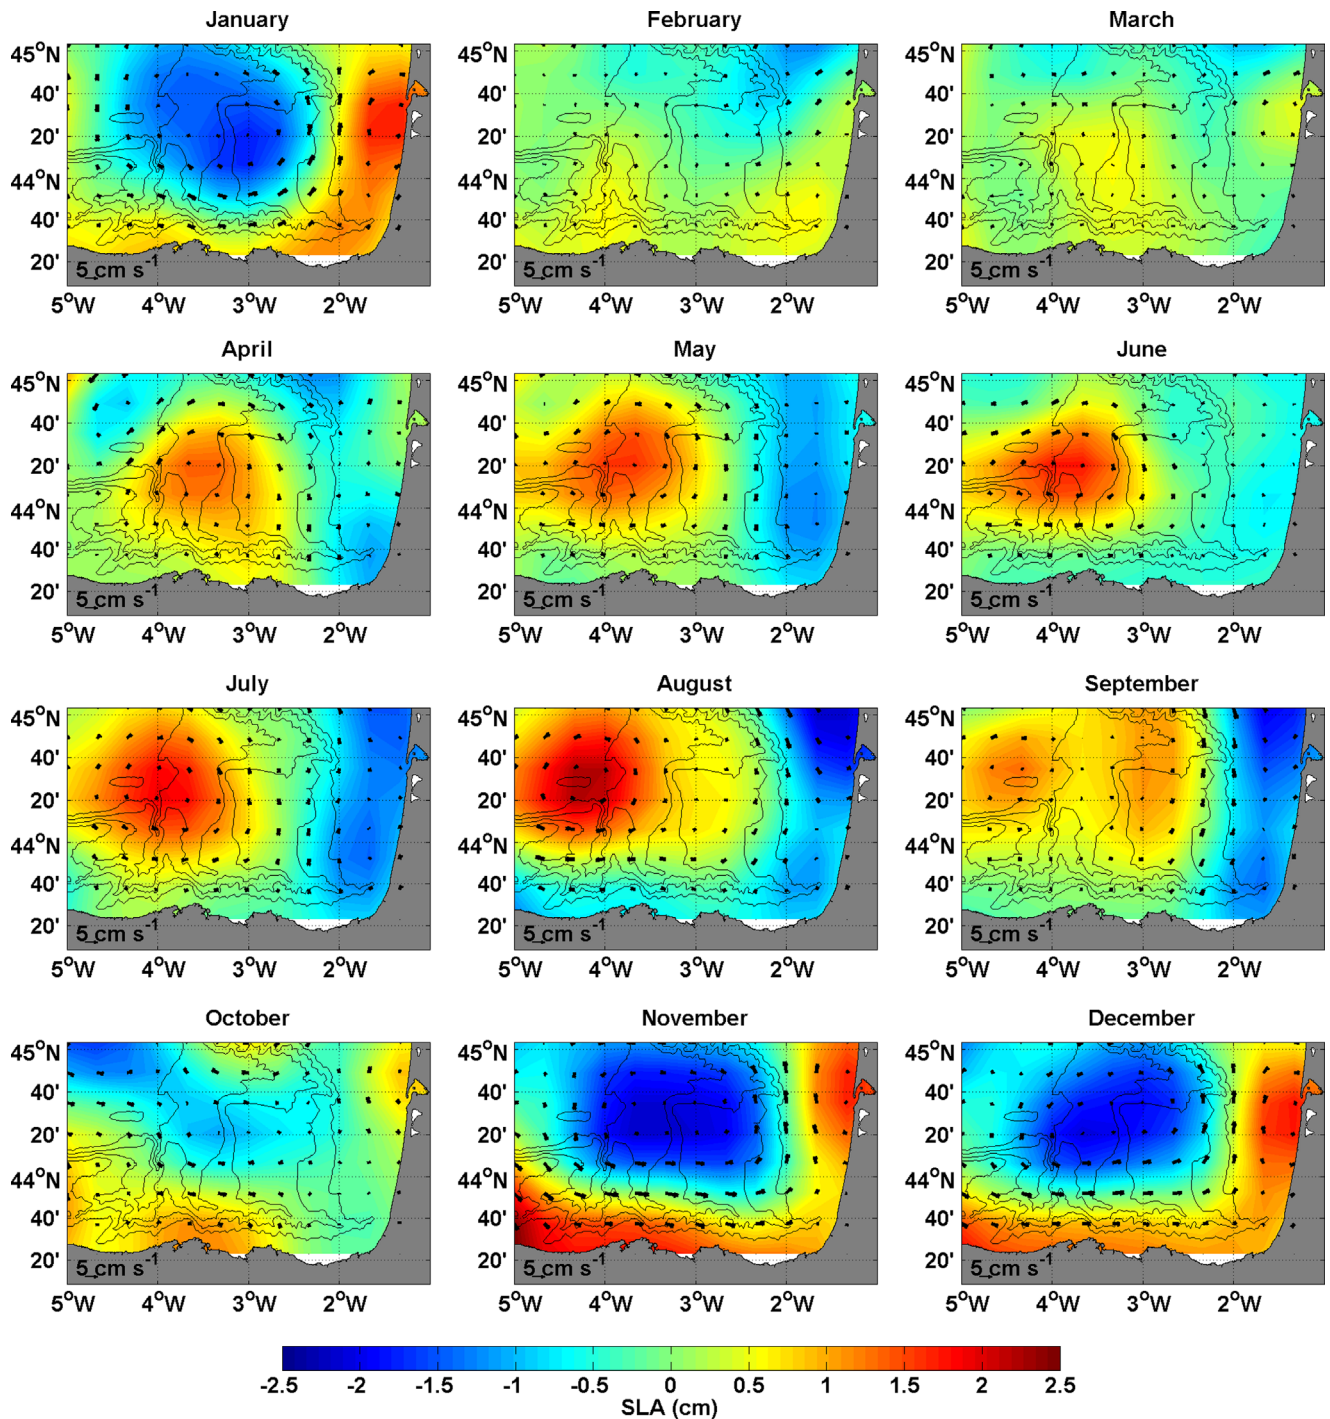 January February March
45°N 45°N 45°N
40' 40' 40'
20' 20' 20'
44°N 44°N 44°N
40' 40' 40'
20' 20' 20'
5 cm s-1 5 cm s-1 5 cm s-1
5°W 4°W 3°W 2°W 5°W 4°W 3°W 2°W 5°W 4°W 3°W 2°W
April May June
45°N 45°N 45°N
40' 40' 40'
20' 20' 20'
44°N 44°N 44°N
40' 40' 40'
20' 20' 20'
5 cm s-1 5 cm s-1 5 cm s-1
5°W 4°W 3°W 2°W 5°W 4°W 3°W 2°W 5°W 4°W 3°W 2°W
July August September
45°N 45°N 45°N
40' 40' 40'
20' 20' 20'
44°N 44°N 44°N
40' 40' 40'
20' 20' 20'
5 cm s-1 5 cm s-1 5 cm s-1
5°W 4°W 3°W 2°W 5°W 4°W 3°W 2°W 5°W 4°W 3°W 2°W
October November December
45°N 45°N 45°N
40' 40' 40'
20' 20' 20'
44°N 44°N 44°N
40' 40' 40'
20' 20' 20'
5 cm s-1 5 cm s-1 5 cm s-1
5°W 4°W 3°W 2°W 5°W 4°W 3°W 2°W 5°W 4°W 3°W 2°W
-2.5 -2 -1.5 -1 -0.5 0 0.5 1 1.5 2 2.5
SLA (cm)